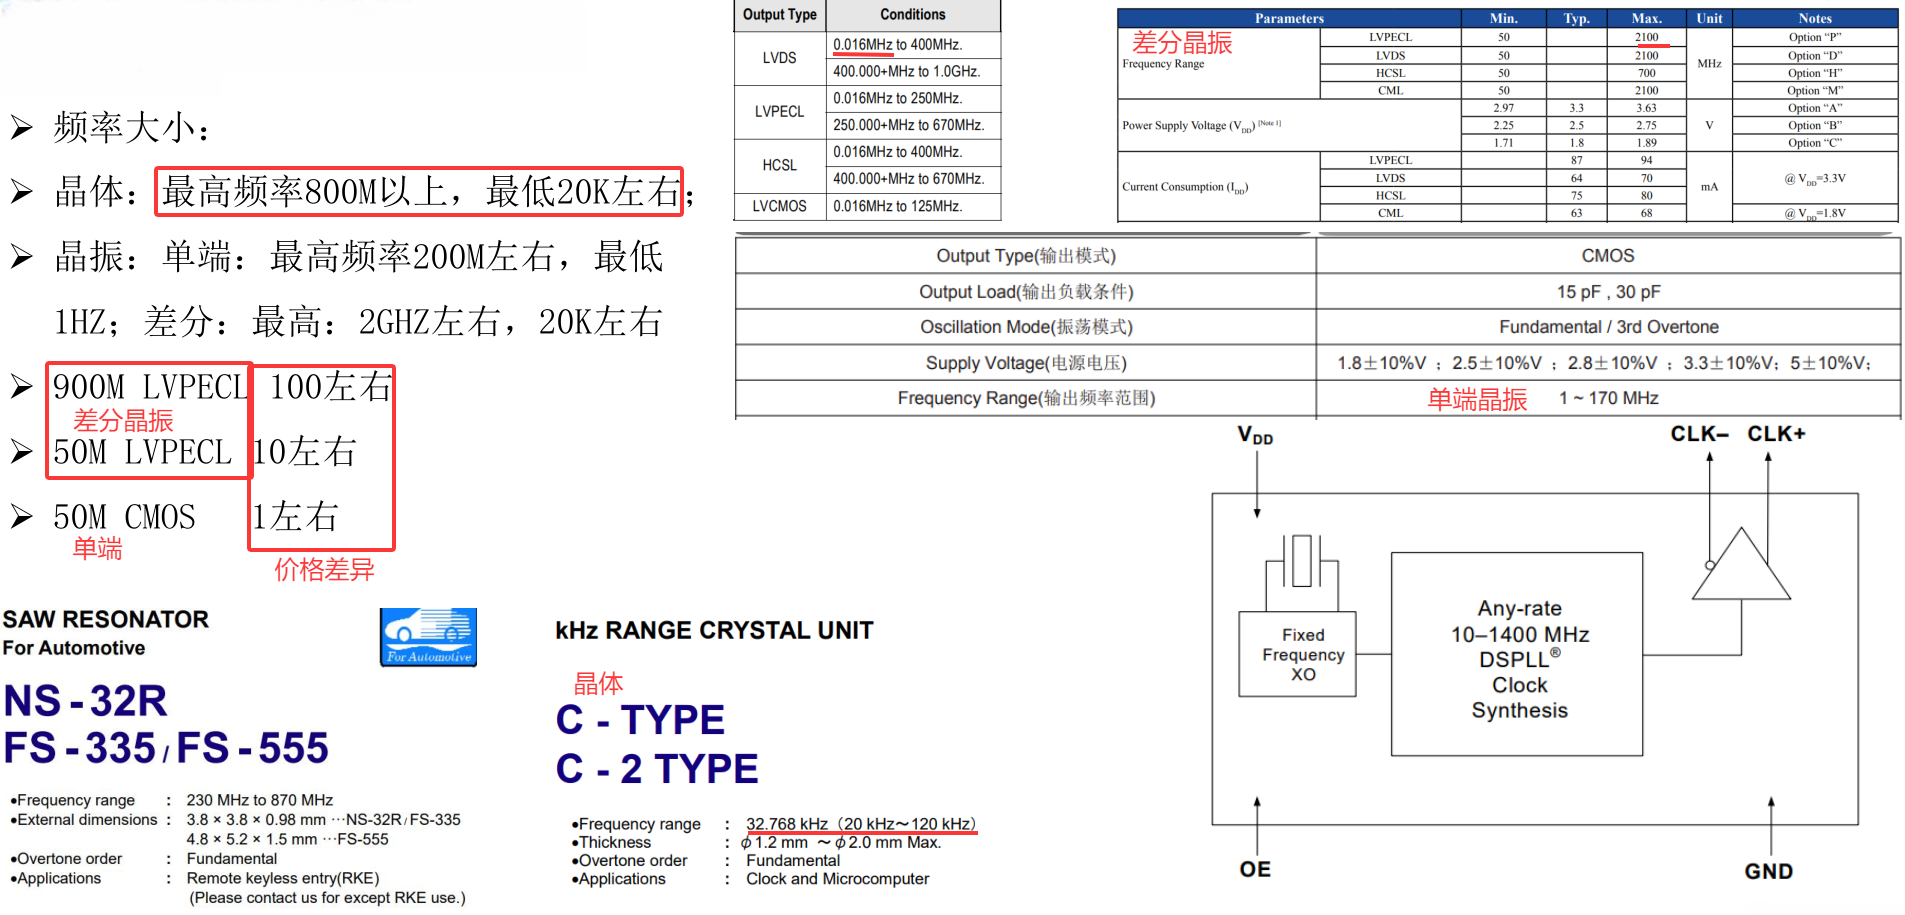 ➢ 频率大小：
➢ 晶体：最高频率800M以上，最低20K左右；
➢ 晶振：单端：最高频率200M左右，最低
1HZ；差分：最高：2GHZ左右，20K左右
➢ 900M LVPECL 100左右
差分晶振
➢ 50M LVPECL 10左右
➢ 50M CMOS 1左右
单端
价格差异
Output Type Conditions
LVDS 0.016MHz to 400MHz.
400.000+MHz to 1.0GHz.
LVPECL 0.016MHz to 250MHz.
250.000+MHz to 670MHz.
HCSL 0.016MHz to 400MHz.
400.000+MHz to 670MHz.
LVCMOS 0.016MHz to 125MHz.
Parameters Min. Typ. Max. Unit Notes
差分晶振
Frequency Range LVPECL 50 2100 MHz Option “P”
LVDS 50 2100 Option “D”
HCSL 50 700 Option “H”
CML 50 2100 Option “M”
Power Supply Voltage (VDD) [Note 1] 2.97 3.3 3.63 V Option “A”
2.25 2.5 2.75 Option “B”
1.71 1.8 1.89 Option “C”
Current Consumption (IDD) LVPECL 87 94 mA @ VDD=3.3V
LVDS 64 70
HCSL 75 80
CML 63 68 @ VDD=1.8V
Output Type(输出模式) CMOS
Output Load(输出负载条件) 15 pF , 30 pF
Oscillation Mode(振荡模式) Fundamental / 3rd Overtone
Supply Voltage(电源电压) 1.8±10%V ；2.5±10%V ；2.8±10%V ；3.3±10%V；5±10%V；
Frequency Range(输出频率范围) 单端晶振 1 ~ 170 MHz
SAW RESONATOR
For Automotive
For Automotive
NS - 32R
FS - 335 / FS - 555
•Frequency range : 230 MHz to 870 MHz
•External dimensions : 3.8 × 3.8 × 0.98 mm ···NS-32R / FS-335
4.8 × 5.2 × 1.5 mm ···FS-555
•Overtone order : Fundamental
•Applications : Remote keyless entry(RKE)
(Please contact us for except RKE use.)
kHz RANGE CRYSTAL UNIT
晶体
C - TYPE
C - 2 TYPE
•Frequency range : 32.768 kHz（20 kHz～120 kHz）
•Thickness : φ1.2 mm ～φ2.0 mm Max.
•Overtone order : Fundamental
•Applications : Clock and Microcomputer
VDD CLK– CLK+
Fixed
Frequency
XO
Any-rate
10–1400 MHz
DSPLL®
Clock
Synthesis
OE GND